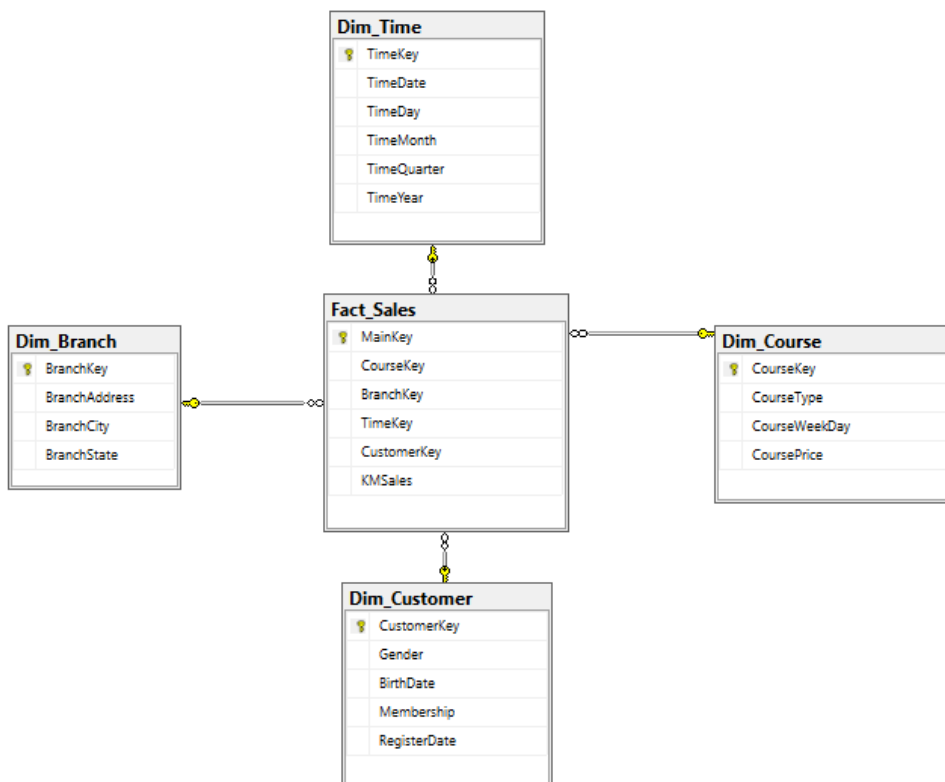 Dim_Time
TimeKey
TimeDate
TimeDay
TimeMonth
TimeQuarter
TimeYear
Fact_Sales
MainKey
CourseKey
BranchKey
TimeKey
CustomerKey
KMSales
Dim_Branch
BranchKey
BranchAddress
BranchCity
BranchState
Dim_Course
CourseKey
CourseType
CourseWeekDay
CoursePrice
Dim_Customer
CustomerKey
Gender
BirthDate
Membership
RegisterDate